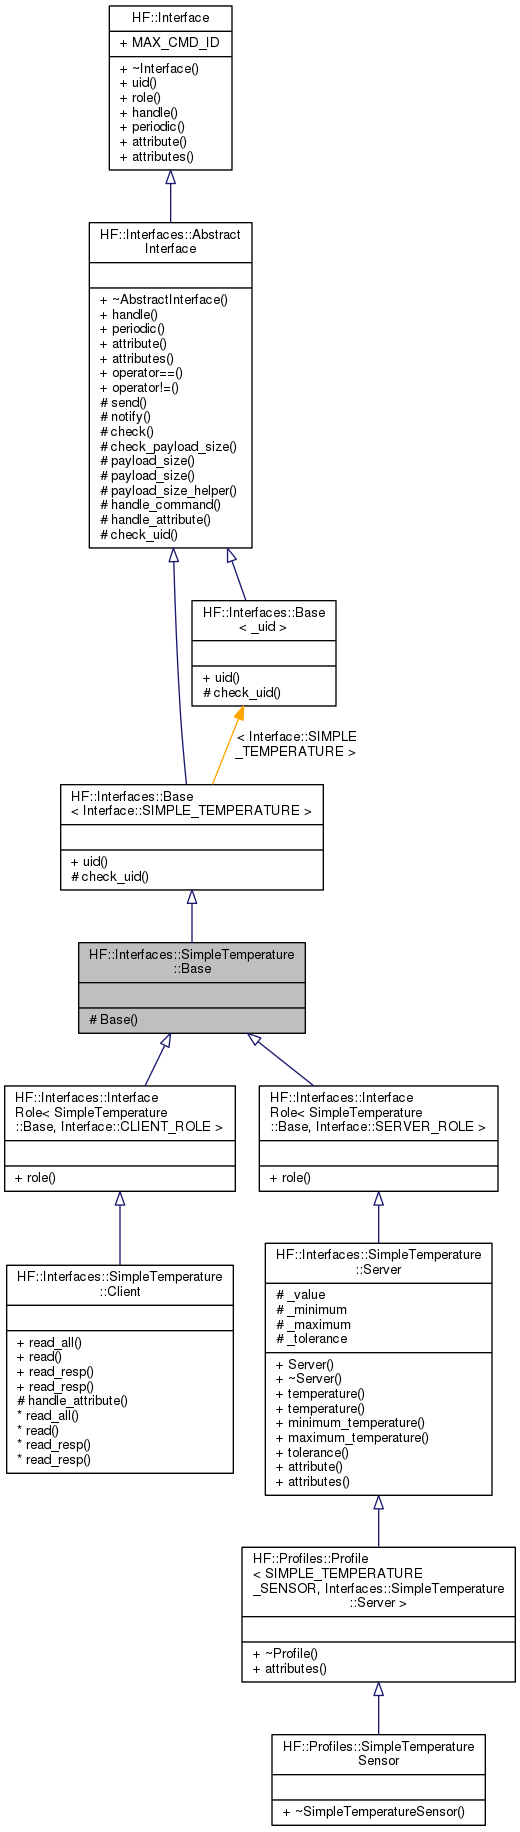 HF::Interface
+ MAX_CMD_ID
+ ~Interface()
+ uid()
+ role()
+ handle()
+ periodic()
+ attribute()
+ attributes()
HF::Interfaces::Abstract
Interface
+ ~AbstractInterface()
+ handle()
+ periodic()
+ attribute()
+ attributes()
+ operator==()
+ operator!=()
# send()
# notify()
# check()
# check_payload_size()
# payload_size()
# payload_size()
# payload_size_helper()
# handle_command()
# handle_attribute()
# check_uid()
HF::Interfaces::Base
< _uid >
+ uid()
# check_uid()
< Interface::SIMPLE
_TEMPERATURE >
HF::Interfaces::Base
< Interface::SIMPLE_TEMPERATURE >
+ uid()
# check_uid()
HF::Interfaces::SimpleTemperature
::Base
# Base()
HF::Interfaces::Interface
Role< SimpleTemperature
::Base, Interface::CLIENT_ROLE >
+ role()
HF::Interfaces::Interface
Role< SimpleTemperature
::Base, Interface::SERVER_ROLE >
+ role()
HF::Interfaces::SimpleTemperature
::Client
+ read_all()
+ read()
+ read_resp()
+ read_resp()
# handle_attribute()
* read_all()
* read()
* read_resp()
* read_resp()
HF::Interfaces::SimpleTemperature
::Server
# _value
# _minimum
# _maximum
# _tolerance
+ Server()
+ ~Server()
+ temperature()
+ temperature()
+ minimum_temperature()
+ maximum_temperature()
+ tolerance()
+ attribute()
+ attributes()
HF::Profiles::Profile
< SIMPLE_TEMPERATURE
_SENSOR, Interfaces::SimpleTemperature
::Server >
+ ~Profile()
+ attributes()
HF::Profiles::SimpleTemperature
Sensor
+ ~SimpleTemperatureSensor()